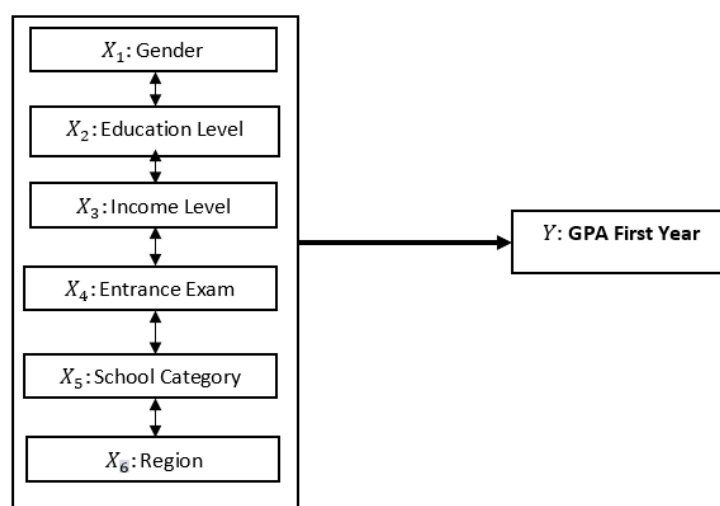 X₁: Gender
X₂: Education Level
X₃: Income Level
X₄: Entrance Exam
X₅: School Category
X₆: Region
Y: GPA First Year